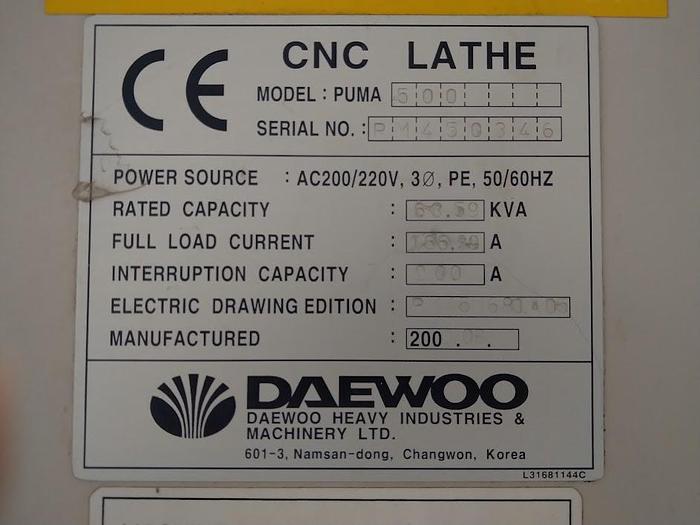 CE
CNC LATHE
MODEL : PUMA 500
SERIAL NO. : PM450346
POWER SOURCE : AC200/220V, 3Ø, PE, 50/60HZ
RATED CAPACITY : KVA
FULL LOAD CURRENT : A
INTERRUPTION CAPACITY : A
ELECTRIC DRAWING EDITION :
MANUFACTURED : 200 . .
DAEWOO
DAEWOO HEAVY INDUSTRIES &
MACHINERY LTD.
601-3, Namsan-dong, Changwon, Korea
L31681144C